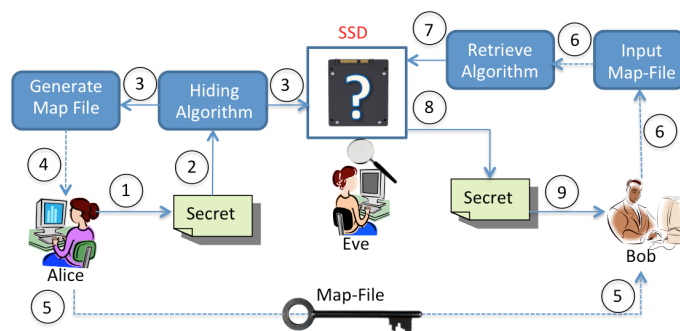 SSD
7
6
Generate
Map File
3
Hiding
Algorithm
3
?
Retrieve
Algorithm
Input
Map-File
8
4
2
6
1
Secret
Secret
9
Alice
Eve
Bob
5
Map-File
5